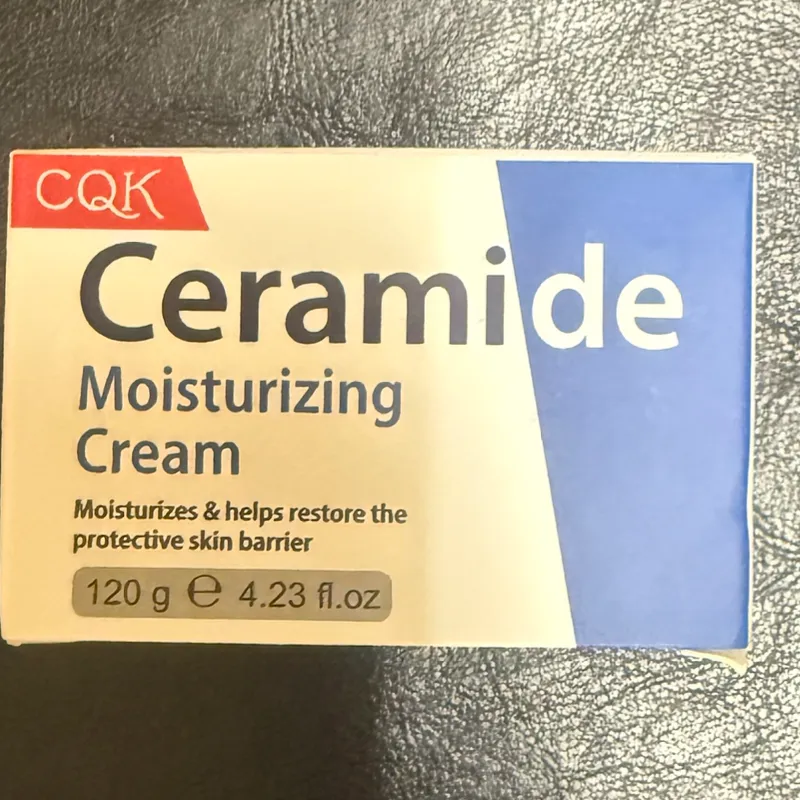 CQK
Ceramide
Moisturizing
Cream
Moisturizes & helps restore the
protective skin barrier
120 g ℮ 4.23 fl.oz